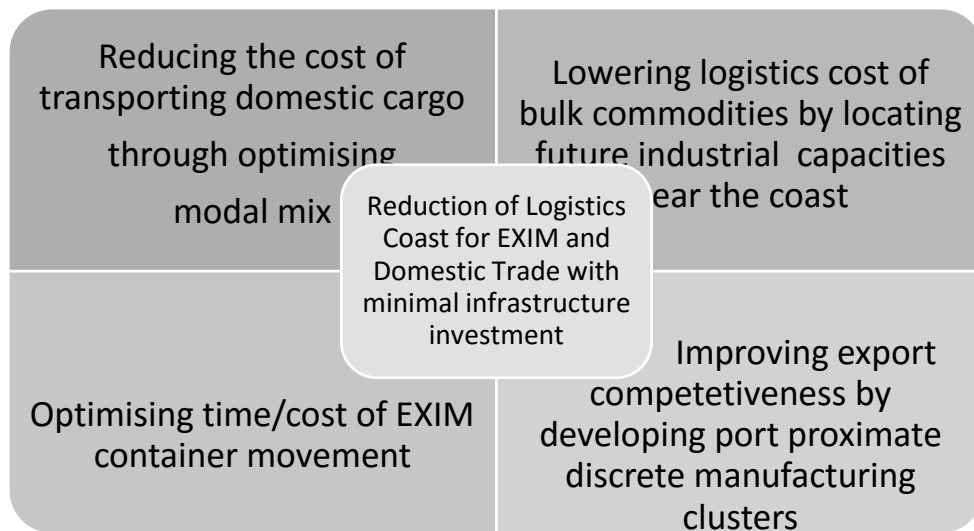 Reducing the cost of
transporting domestic cargo
through optimising
modal mix
Lowering logistics cost of
bulk commodities by locating
future industrial capacities
ear the coast
Reduction of Logistics
Coast for EXIM and
Domestic Trade with
minimal infrastructure
investment
Optimising time/cost of EXIM
container movement
Improving export
competetiveness by
developing port proximate
discrete manufacturing
clusters